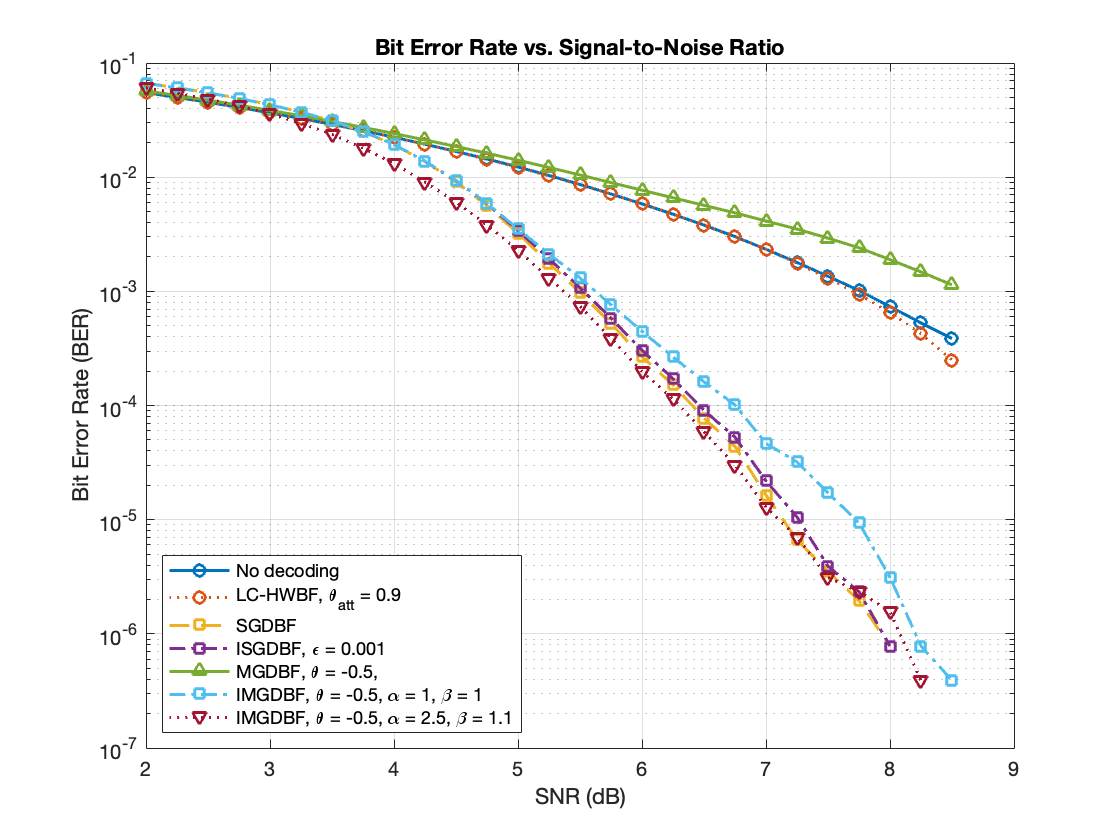 Bit Error Rate vs. Signal-to-Noise Ratio
10^-1
10^-2
10^-3
10^-4
10^-5
10^-6
10^-7
Bit Error Rate (BER)
No decoding
LC-HWBF, θ_att = 0.9
SGDBF
ISGDBF, ϵ = 0.001
MGDBF, θ = -0.5,
IMGDBF, θ = -0.5, α = 1, β = 1
IMGDBF, θ = -0.5, α = 2.5, β = 1.1
2 3 4 5 6 7 8 9
SNR (dB)